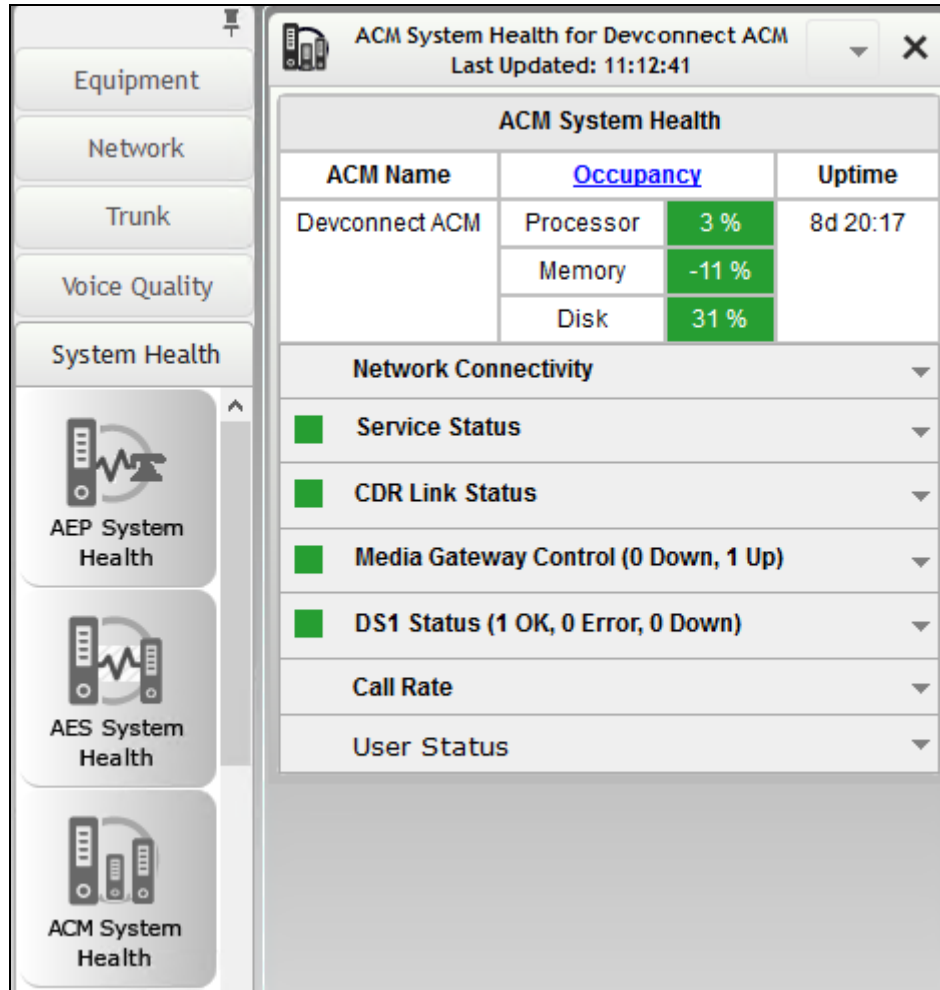 Equipment
Network
Trunk
Voice Quality
System Health
AEP System
Health
AES System
Health
ACM System
Health
ACM System Health for Devconnect ACM
Last Updated: 11:12:41
ACM System Health
ACM Name Occupancy Uptime
Devconnect ACM Processor 3 % 8d 20:17
Memory -11 %
Disk 31 %
Network Connectivity
Service Status
CDR Link Status
Media Gateway Control (0 Down, 1 Up)
DS1 Status (1 OK, 0 Error, 0 Down)
Call Rate
User Status